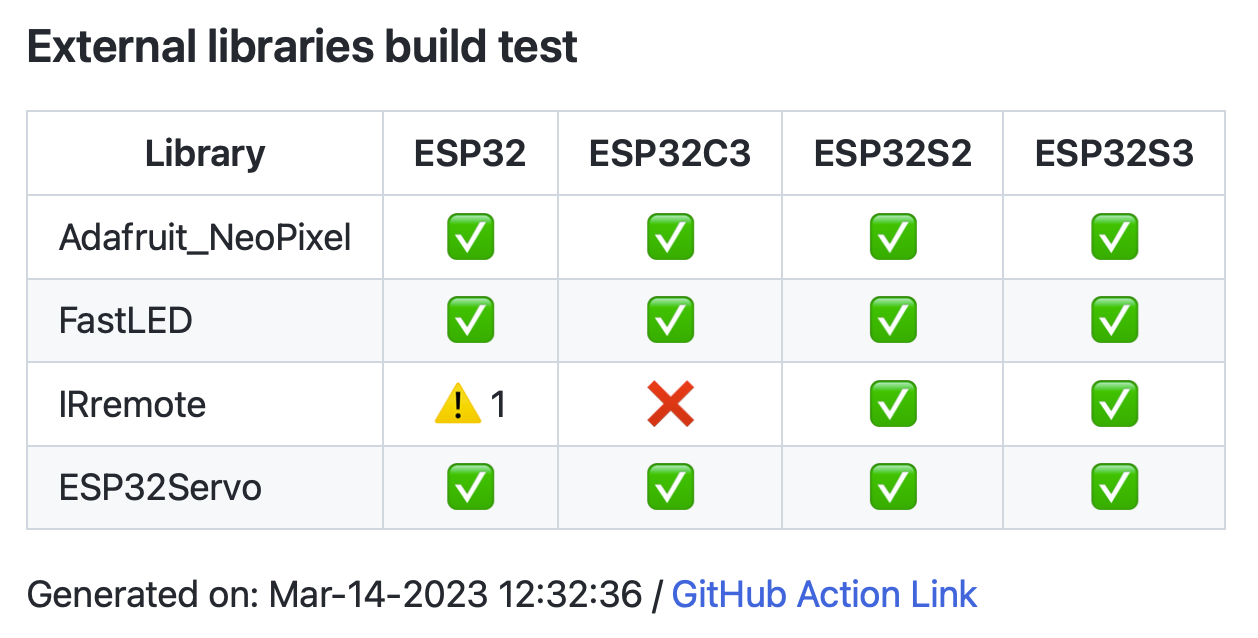 External libraries build test
Library ESP32 ESP32C3 ESP32S2 ESP32S3
Adafruit_NeoPixel ✅ ✅ ✅ ✅
FastLED ✅ ✅ ✅ ✅
IRremote ⚠️ 1 ❌ ✅ ✅
ESP32Servo ✅ ✅ ✅ ✅
Generated on: Mar-14-2023 12:32:36 / GitHub Action Link